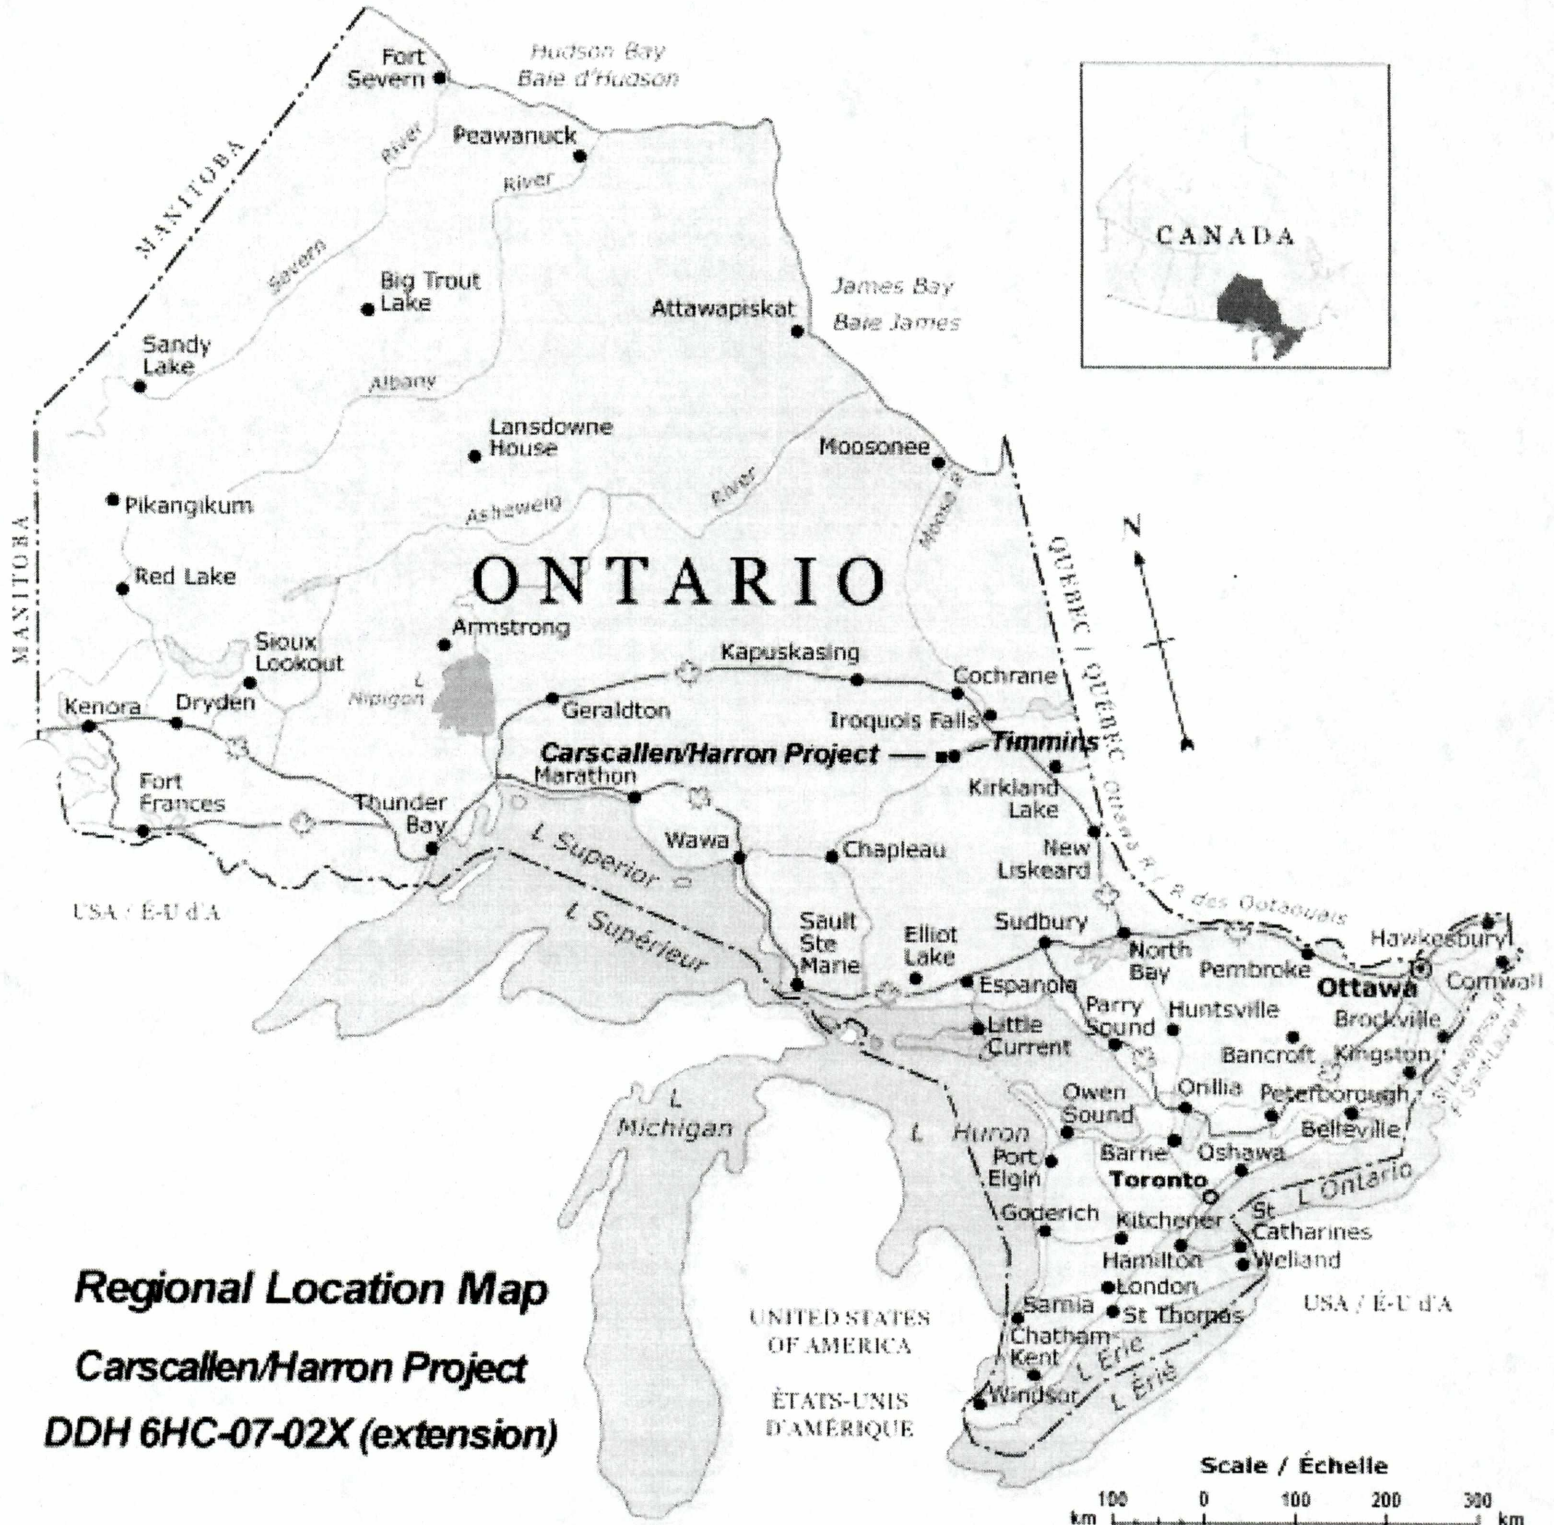 Fort
Severn
Hudson Bay
Baie d'Hudson
Peawanuck
River
River
MANITOBA
Severn
CANADA
Big Trout
Lake
James Bay
Baie James
Attawapiskat
Sandy
Lake
Albany
Lansdowne
House
Moosonee
River
Pikangikum
Asheweig
Moose R
MANITOBA
N
QUEBEC / QUÉBEC
Red Lake
ONTARIO
Armstrong
Sioux
Lookout
Kapuskasing
Cochrane
L
Nipigon
Kenora
Dryden
Geraldton
Iroquois Falls
Carscallen/Harron Project
Timmins
Marathon
Kirkland
Lake
Fort
Frances
Thunder
Bay
Wawa
Chapleau
New
Liskeard
Ottawa R / R des Outaouais
L Superior
L Supérieur
USA / É-U d'A
Sault
Ste
Marie
Elliot
Lake
Sudbury
North
Bay
Pembroke
Hawkesbury
Ottawa
Cornwall
Espanola
Parry
Sound
Huntsville
Brockville
Little
Current
Bancroft
Kingston
St Lawrence R
Fl Saint-Laurent
Owen
Sound
Orillia
Peterborough
Belleville
L
Michigan
L Huron
Port
Elgin
Barrie
Oshawa
Toronto
L Ontario
Goderich
Kitchener
St
Catharines
Hamilton
Welland
London
Sarnia
St Thomas
USA / É-U d'A
UNITED STATES
OF AMERICA
Chatham-
Kent
L Erie
L Érié
Windsor
ÉTATS-UNIS
D'AMÉRIQUE
Regional Location Map
Carscallen/Harron Project
DDH 6HC-07-02X (extension)
Scale / Échelle
100 0 100 200 300
km km